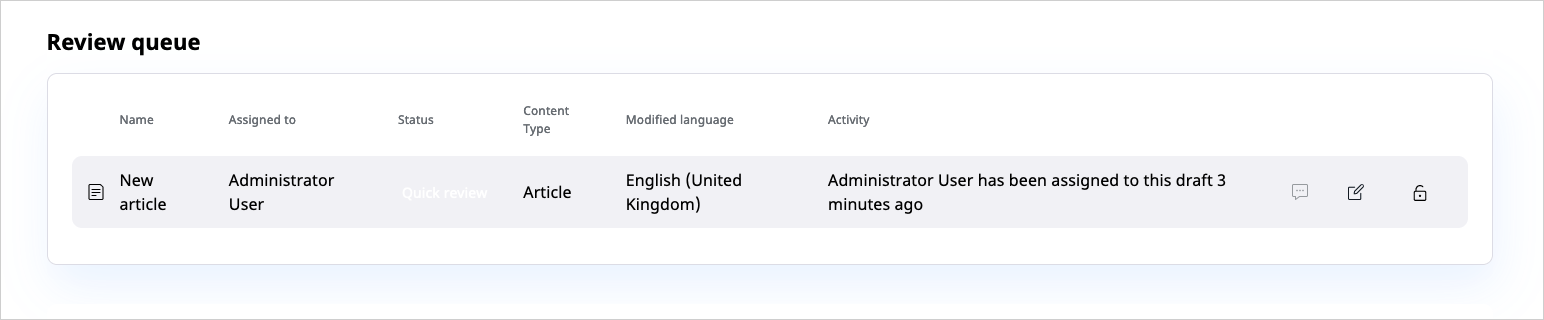 Review queue
Name Assigned to Status Content Type Modified language Activity
New article Administrator User Quick review Article English (United Kingdom) Administrator User has been assigned to this draft 3 minutes ago